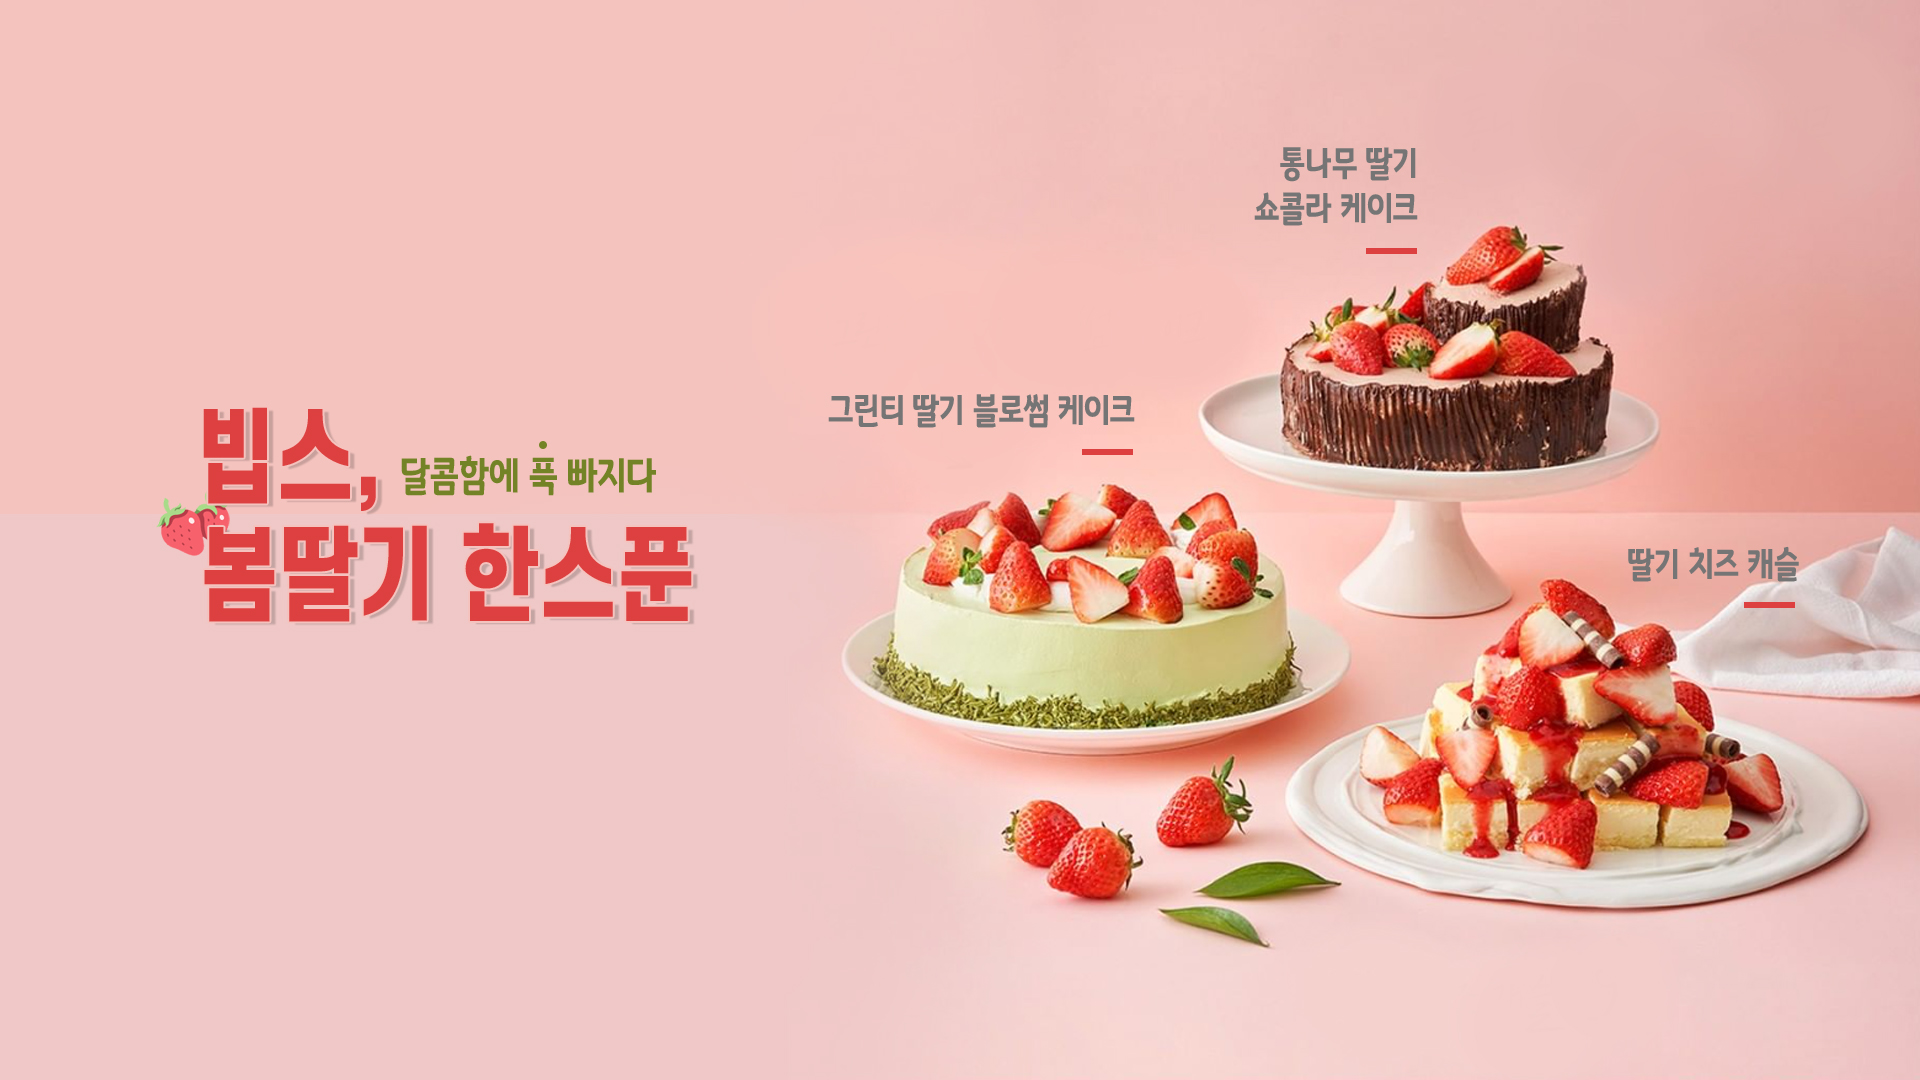 빕스, 달콤함에 푹 빠지다
봄딸기 한스푼
통나무 딸기
쇼콜라 케이크
그린티 딸기 블로썸 케이크
딸기 치즈 캐슬